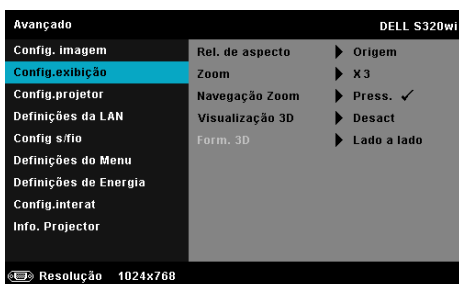 Avançado DELL S320wi
Config. imagem Rel. de aspecto Origem
Config.exibição Zoom X3
Config.projetor Navegação Zoom Press. ✓
Definições da LAN Visualização 3D Desact
Config s/fio Form. 3D Lado a lado
Definições do Menu
Definições de Energia
Config.interat
Info. Projector
Resolução 1024x768